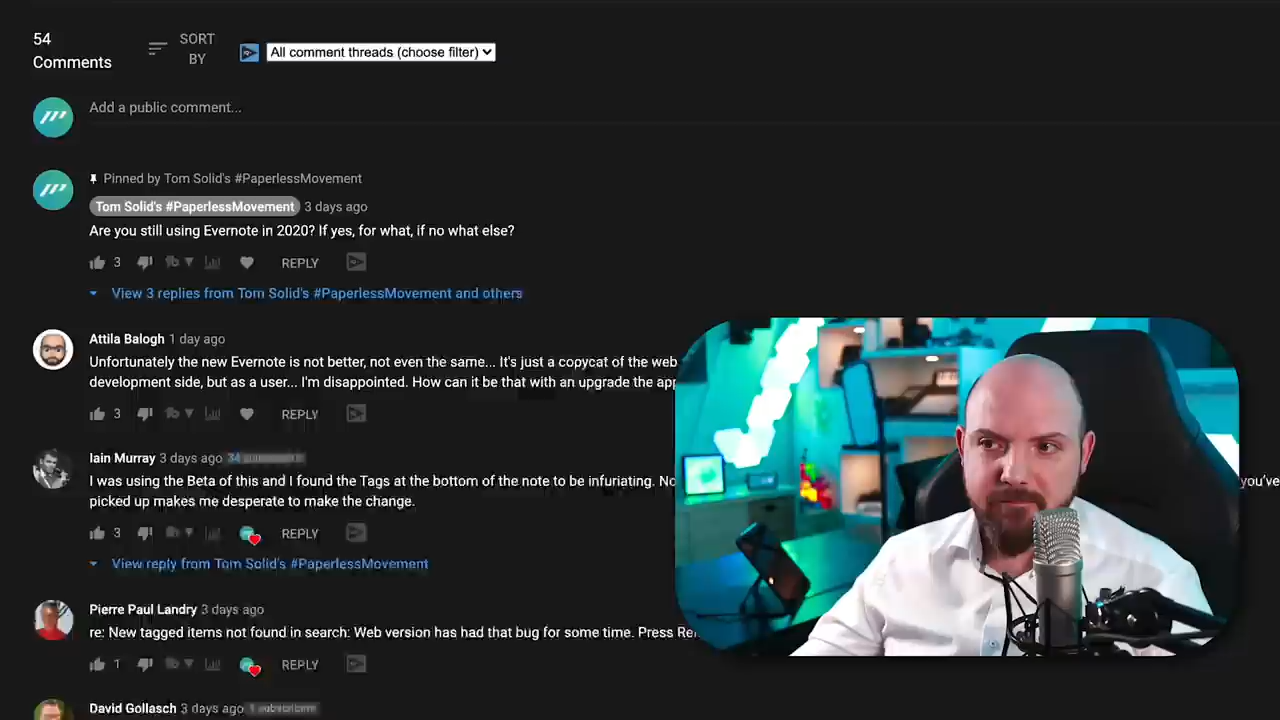 54
Comments
SORT
BY
All comment threads (choose filter)
Add a public comment...
Pinned by Tom Solid's #PaperlessMovement
Tom Solid's #PaperlessMovement 3 days ago
Are you still using Evernote in 2020? If yes, for what, if no what else?
3 REPLY
View 3 replies from Tom Solid's #PaperlessMovement and others
Attila Balogh 1 day ago
Unfortunately the new Evernote is not better, not even the same... It's just a copycat of the web
development side, but as a user... I'm disappointed. How can it be that with an upgrade the app
3 REPLY
Iain Murray 3 days ago 34
I was using the Beta of this and I found the Tags at the bottom of the note to be infuriating. No
you've
picked up makes me desperate to make the change.
3 REPLY
View reply from Tom Solid's #PaperlessMovement
Pierre Paul Landry 3 days ago
re: New tagged items not found in search: Web version has had that bug for some time. Press
1 REPLY
David Gollasch 3 days ago